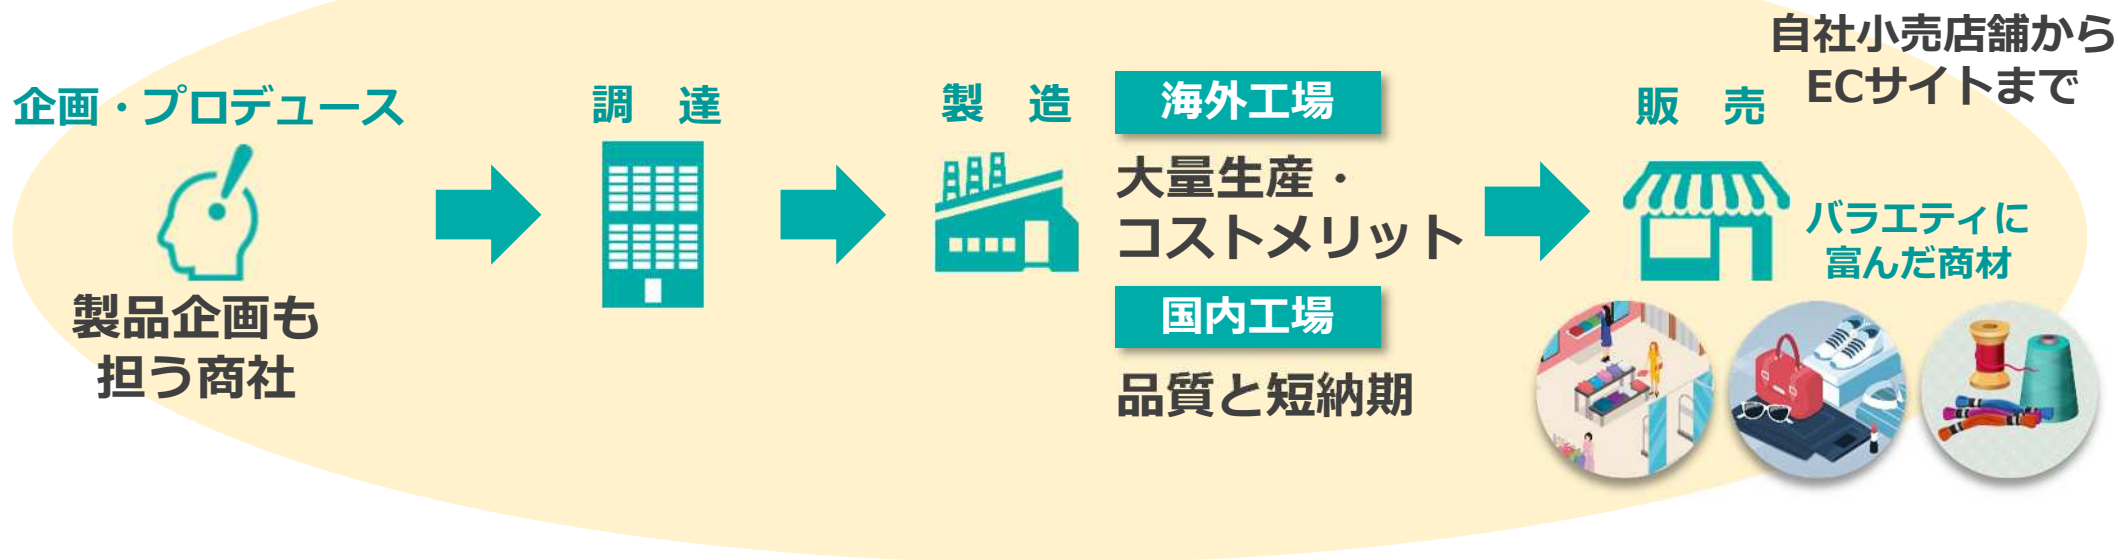 企画・プロデュース
製品企画も
担う商社
調　達
製　造
海外工場
大量生産・
コストメリット
国内工場
品質と短納期
販　売
自社小売店舗から
ECサイトまで
バラエティに
富んだ商材